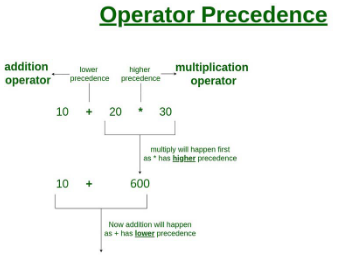 Operator Precedence
addition operator
lower precedence
higher precedence
multiplication operator
10 + 20 * 30
multiply will happen first
as * has higher precedence
10 + 600
Now addition will happen
as + has lower precedence